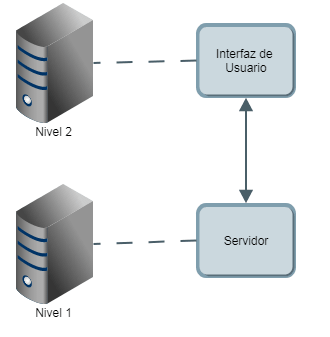 Interfaz de
Usuario
Nivel 2
Servidor
Nivel 1